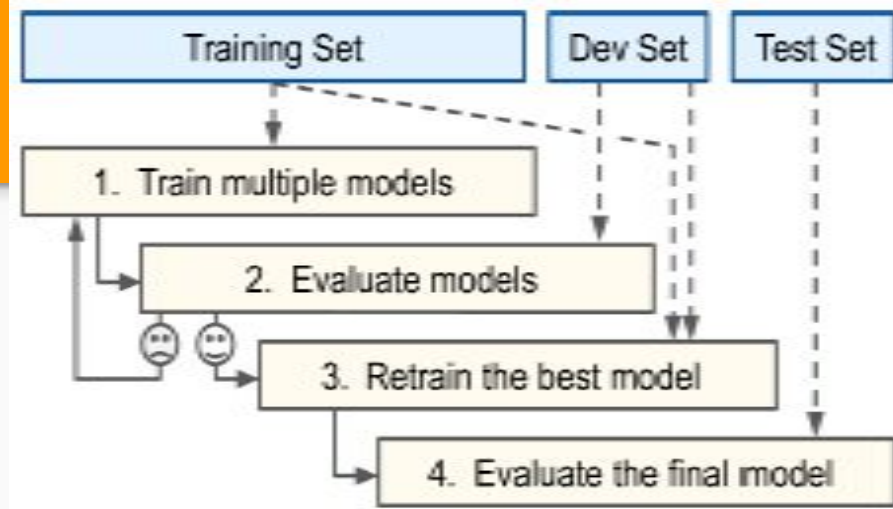 Training Set
Dev Set
Test Set
1. Train multiple models
2. Evaluate models
3. Retrain the best model
4. Evaluate the final model